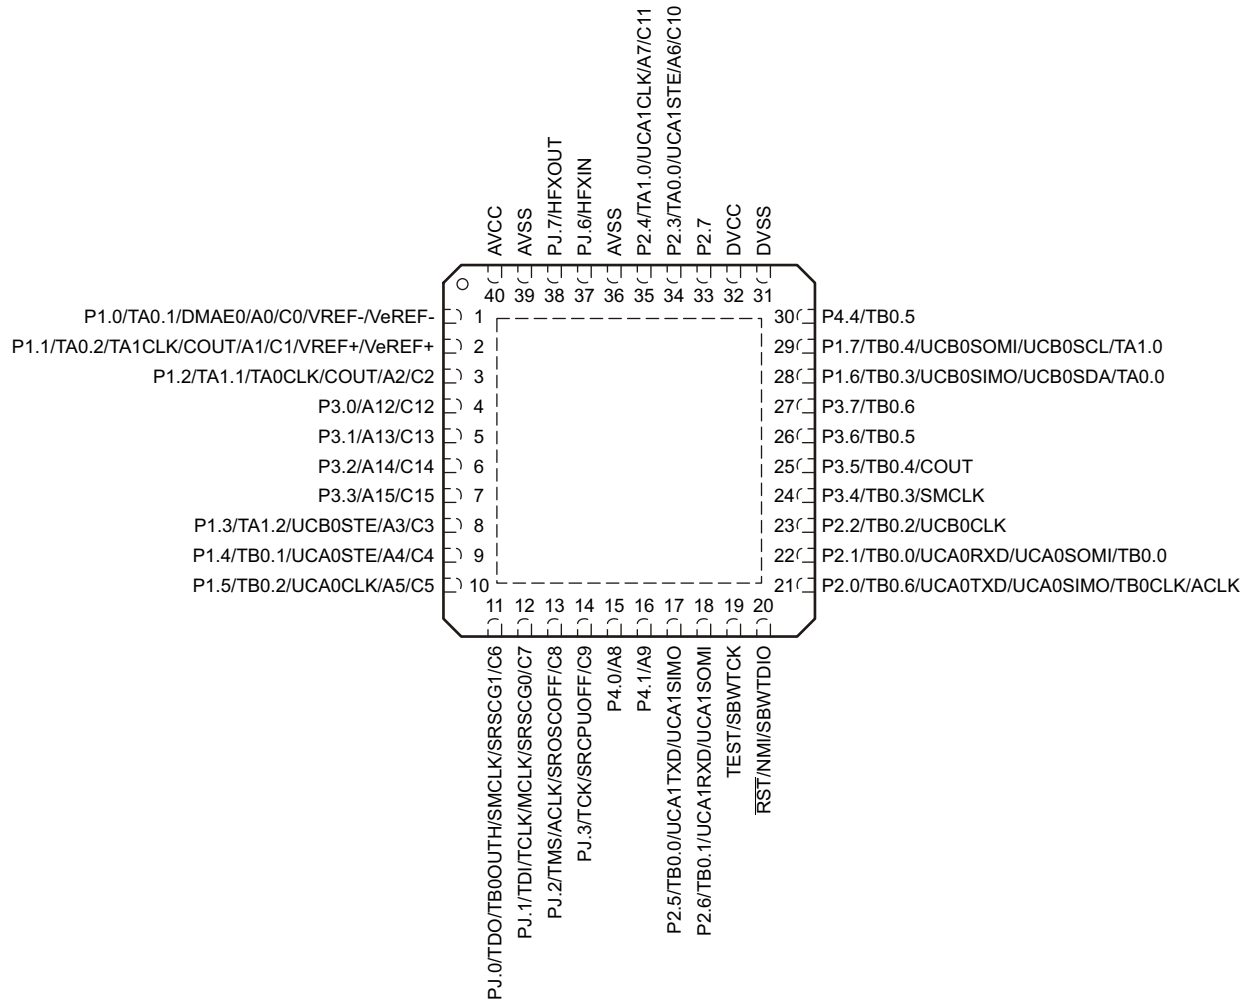 P2.4/TA1.0/UCA1CLK/A7/C11
P2.3/TA0.0/UCA1STE/A6/C10
AVCC
AVSS
PJ.7/HFXOUT
PJ.6/HFXIN
AVSS
P2.7
DVCC
DVSS
40 39 38 37 36 35 34 33 32 31
P1.0/TA0.1/DMAE0/A0/C0/VREF-/VeREF- 1
P1.1/TA0.2/TA1CLK/COUT/A1/C1/VREF+/VeREF+ 2
P1.2/TA1.1/TA0CLK/COUT/A2/C2 3
P3.0/A12/C12 4
P3.1/A13/C13 5
P3.2/A14/C14 6
P3.3/A15/C15 7
P1.3/TA1.2/UCB0STE/A3/C3 8
P1.4/TB0.1/UCA0STE/A4/C4 9
P1.5/TB0.2/UCA0CLK/A5/C5 10
30 P4.4/TB0.5
29 P1.7/TB0.4/UCB0SOMI/UCB0SCL/TA1.0
28 P1.6/TB0.3/UCB0SIMO/UCB0SDA/TA0.0
27 P3.7/TB0.6
26 P3.6/TB0.5
25 P3.5/TB0.4/COUT
24 P3.4/TB0.3/SMCLK
23 P2.2/TB0.2/UCB0CLK
22 P2.1/TB0.0/UCA0RXD/UCA0SOMI/TB0.0
21 P2.0/TB0.6/UCA0TXD/UCA0SIMO/TB0CLK/ACLK
11 12 13 14 15 16 17 18 19 20
PJ.0/TDO/TB0OUTH/SMCLK/SRSCG1/C6
PJ.1/TDI/TCLK/MCLK/SRSCG0/C7
PJ.2/TMS/ACLK/SROSCOFF/C8
PJ.3/TCK/SRCPUOFF/C9
P4.0/A8
P4.1/A9
P2.5/TB0.0/UCA1TXD/UCA1SIMO
P2.6/TB0.1/UCA1RXD/UCA1SOMI
TEST/SBWTCK
RST/NMI/SBWTDIO